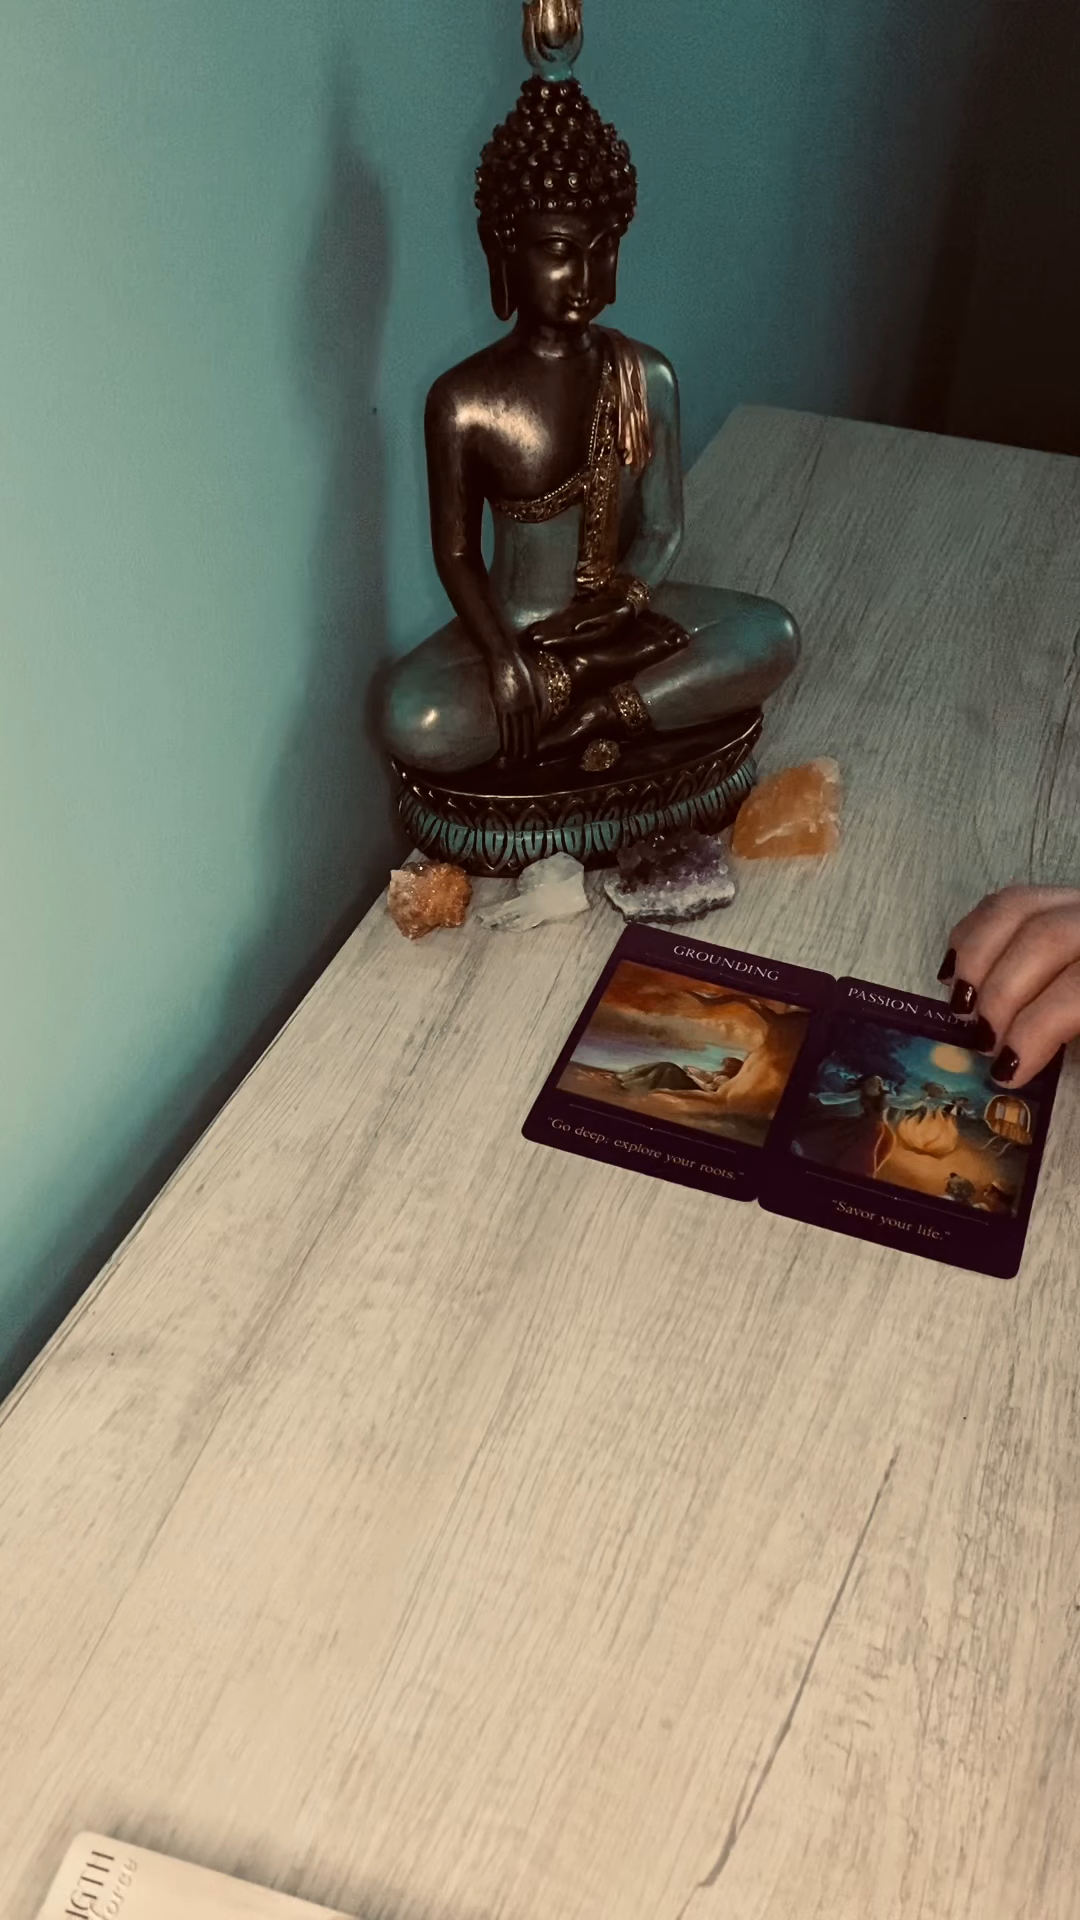 GROUNDING
"Go deep; explore your roots."
PASSION AND
"Savor your life."